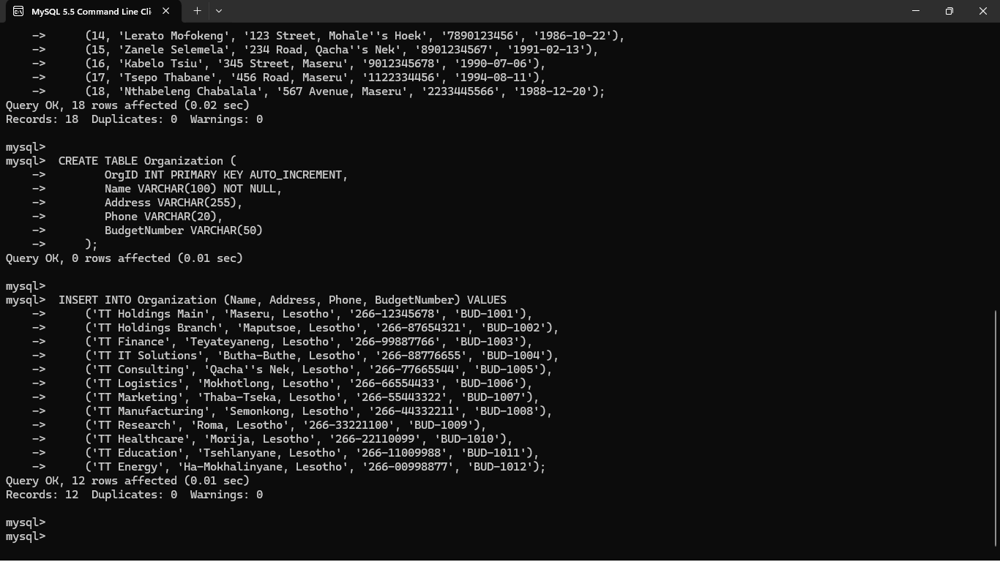 MySQL 5.5 Command Line Cli
    ->      (14, 'Lerato Mofokeng', '123 Street, Mohale''s Hoek', '7890123456', '1986-10-22'),
    ->      (15, 'Zanele Selemela', '234 Road, Qacha''s Nek', '8901234567', '1991-02-13'),
    ->      (16, 'Kabelo Tsiu', '345 Street, Maseru', '9012345678', '1990-07-06'),
    ->      (17, 'Tsepo Thabane', '456 Road, Maseru', '1122334456', '1994-08-11'),
    ->      (18, 'Nthabeleng Chabalala', '567 Avenue, Maseru', '2233445566', '1988-12-20');
Query OK, 18 rows affected (0.02 sec)
Records: 18  Duplicates: 0  Warnings: 0
mysql>
mysql>  CREATE TABLE Organization (
    ->         OrgID INT PRIMARY KEY AUTO_INCREMENT,
    ->         Name VARCHAR(100) NOT NULL,
    ->         Address VARCHAR(255),
    ->         Phone VARCHAR(20),
    ->         BudgetNumber VARCHAR(50)
    ->      );
Query OK, 0 rows affected (0.01 sec)
mysql>
mysql>  INSERT INTO Organization (Name, Address, Phone, BudgetNumber) VALUES
    ->      ('TT Holdings Main', 'Maseru, Lesotho', '266-12345678', 'BUD-1001'),
    ->      ('TT Holdings Branch', 'Maputsoe, Lesotho', '266-87654321', 'BUD-1002'),
    ->      ('TT Finance', 'Teyateyaneng, Lesotho', '266-99887766', 'BUD-1003'),
    ->      ('TT IT Solutions', 'Butha-Buthe, Lesotho', '266-88776655', 'BUD-1004'),
    ->      ('TT Consulting', 'Qacha''s Nek, Lesotho', '266-77665544', 'BUD-1005'),
    ->      ('TT Logistics', 'Mokhotlong, Lesotho', '266-66554433', 'BUD-1006'),
    ->      ('TT Marketing', 'Thaba-Tseka, Lesotho', '266-55443322', 'BUD-1007'),
    ->      ('TT Manufacturing', 'Semonkong, Lesotho', '266-44332211', 'BUD-1008'),
    ->      ('TT Research', 'Roma, Lesotho', '266-33221100', 'BUD-1009'),
    ->      ('TT Healthcare', 'Morija, Lesotho', '266-22110099', 'BUD-1010'),
    ->      ('TT Education', 'Tsehlanyane, Lesotho', '266-11009988', 'BUD-1011'),
    ->      ('TT Energy', 'Ha-Mokhalinyane, Lesotho', '266-00998877', 'BUD-1012');
Query OK, 12 rows affected (0.01 sec)
Records: 12  Duplicates: 0  Warnings: 0
mysql>
mysql>